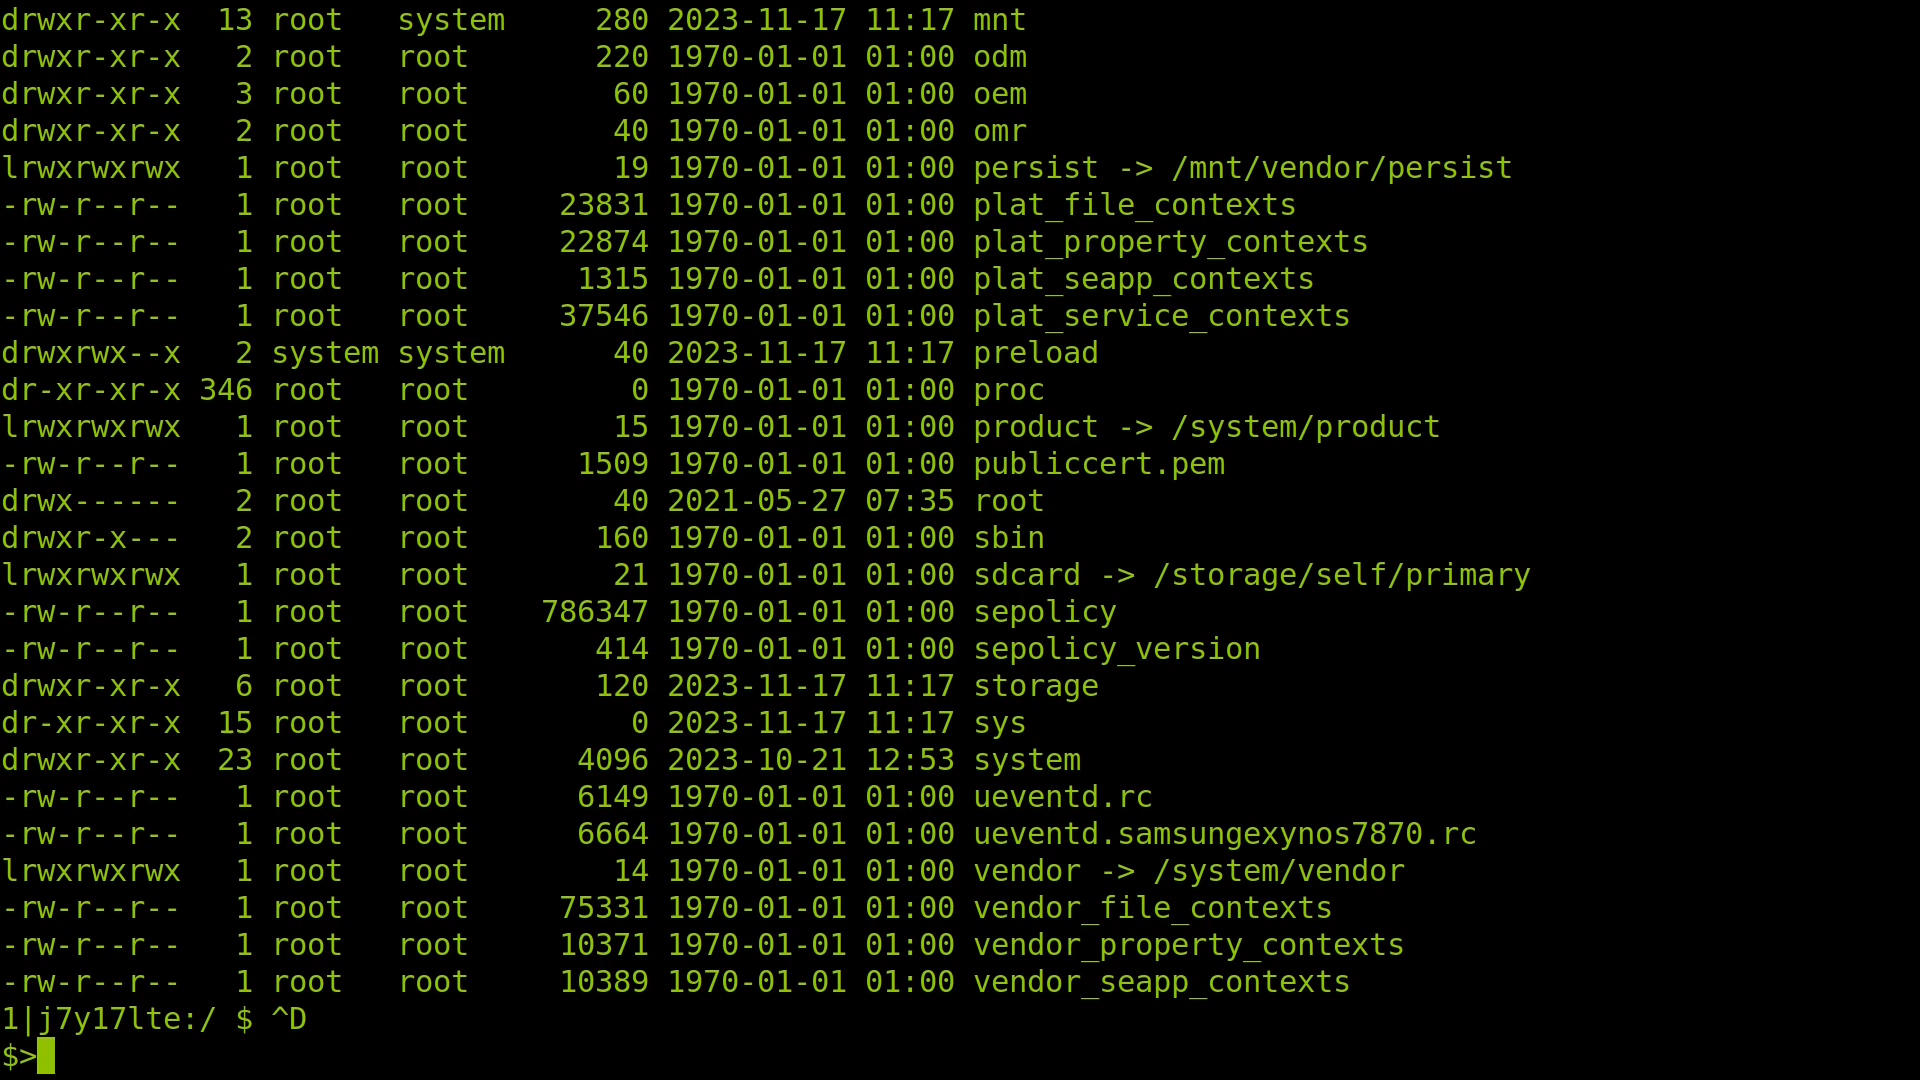 drwxr-xr-x  13 root   system     280 2023-11-17 11:17 mnt
drwxr-xr-x   2 root   root       220 1970-01-01 01:00 odm
drwxr-xr-x   3 root   root        60 1970-01-01 01:00 oem
drwxr-xr-x   2 root   root        40 1970-01-01 01:00 omr
lrwxrwxrwx   1 root   root        19 1970-01-01 01:00 persist -> /mnt/vendor/persist
-rw-r--r--   1 root   root     23831 1970-01-01 01:00 plat_file_contexts
-rw-r--r--   1 root   root     22874 1970-01-01 01:00 plat_property_contexts
-rw-r--r--   1 root   root      1315 1970-01-01 01:00 plat_seapp_contexts
-rw-r--r--   1 root   root     37546 1970-01-01 01:00 plat_service_contexts
drwxrwx--x   2 system system      40 2023-11-17 11:17 preload
dr-xr-xr-x 346 root   root         0 1970-01-01 01:00 proc
lrwxrwxrwx   1 root   root        15 1970-01-01 01:00 product -> /system/product
-rw-r--r--   1 root   root      1509 1970-01-01 01:00 publiccert.pem
drwx------   2 root   root        40 2021-05-27 07:35 root
drwxr-x---   2 root   root       160 1970-01-01 01:00 sbin
lrwxrwxrwx   1 root   root        21 1970-01-01 01:00 sdcard -> /storage/self/primary
-rw-r--r--   1 root   root    786347 1970-01-01 01:00 sepolicy
-rw-r--r--   1 root   root       414 1970-01-01 01:00 sepolicy_version
drwxr-xr-x   6 root   root       120 2023-11-17 11:17 storage
dr-xr-xr-x  15 root   root         0 2023-11-17 11:17 sys
drwxr-xr-x  23 root   root      4096 2023-10-21 12:53 system
-rw-r--r--   1 root   root      6149 1970-01-01 01:00 ueventd.rc
-rw-r--r--   1 root   root      6664 1970-01-01 01:00 ueventd.samsungexynos7870.rc
lrwxrwxrwx   1 root   root        14 1970-01-01 01:00 vendor -> /system/vendor
-rw-r--r--   1 root   root     75331 1970-01-01 01:00 vendor_file_contexts
-rw-r--r--   1 root   root     10371 1970-01-01 01:00 vendor_property_contexts
-rw-r--r--   1 root   root     10389 1970-01-01 01:00 vendor_seapp_contexts
1|j7y17lte:/ $ ^D
$>